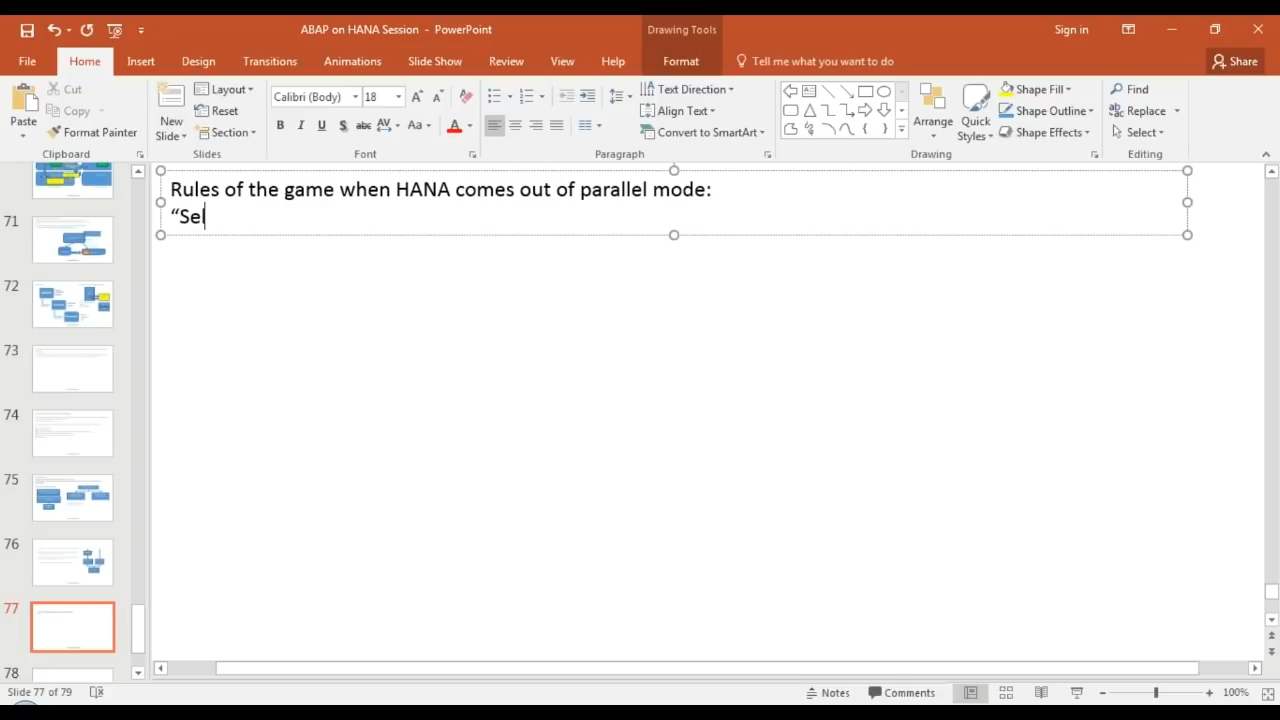 ABAP on HANA Session - PowerPoint
Drawing Tools
Sign in
File Home Insert Design Transitions Animations Slide Show Review View Help Format Tell me what you want to do Share
Paste
Cut
Copy
Format Painter
Clipboard
New Slide
Layout
Reset
Section
Slides
Calibri (Body) 18
B I U S abc AV Aa A
Font
Text Direction
Align Text
Convert to SmartArt
Paragraph
Arrange
Quick Styles
Shape Fill
Shape Outline
Shape Effects
Drawing
Find
Replace
Select
Editing
Rules of the game when HANA comes out of parallel mode:
“Sel
71
72
73
74
75
76
77
78
Slide 77 of 79
Notes
Comments
100%